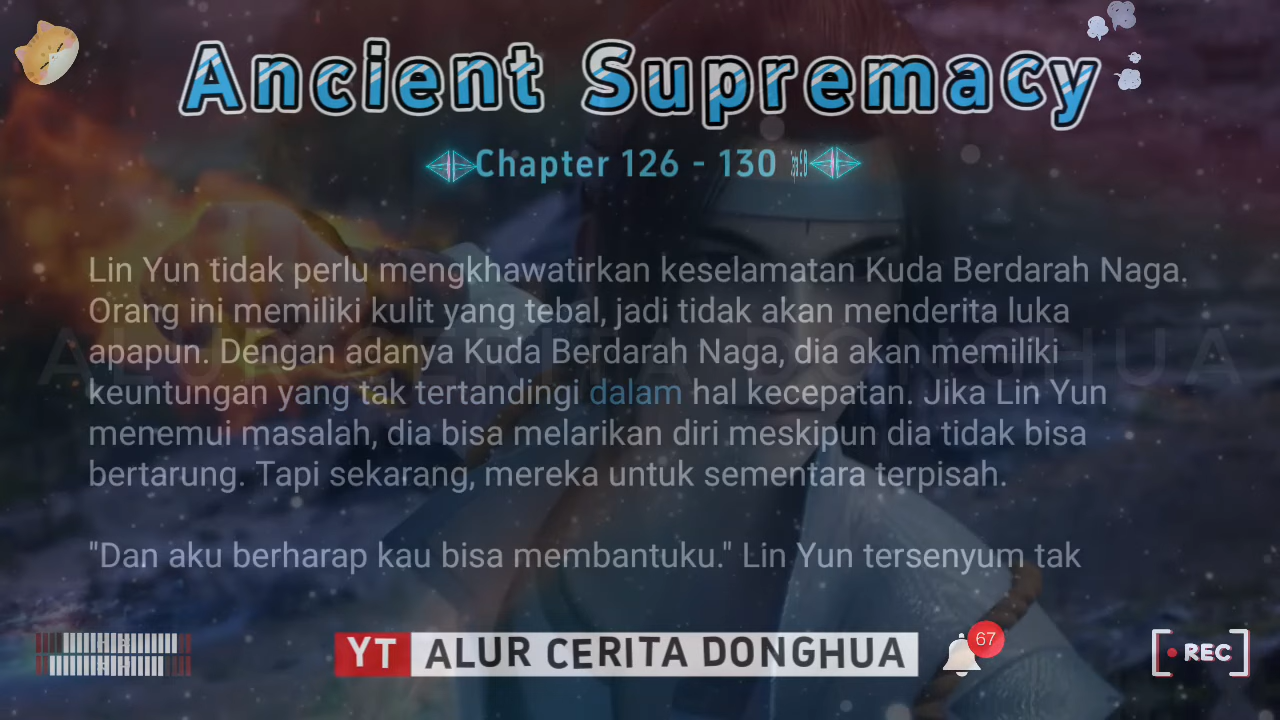 Ancient Supremacy
Chapter 126 - 130
Lin Yun tidak perlu mengkhawatirkan keselamatan Kuda Berdarah Naga.
Orang ini memiliki kulit yang tebal, jadi tidak akan menderita luka
apapun. Dengan adanya Kuda Berdarah Naga, dia akan memiliki
keuntungan yang tak tertandingi dalam hal kecepatan. Jika Lin Yun
menemui masalah, dia bisa melarikan diri meskipun dia tidak bisa
bertarung. Tapi sekarang, mereka untuk sementara terpisah.
"Dan aku berharap kau bisa membantuku." Lin Yun tersenyum tak
ALUR CERITA DONGHUA
YT ALUR CERITA DONGHUA
67
REC